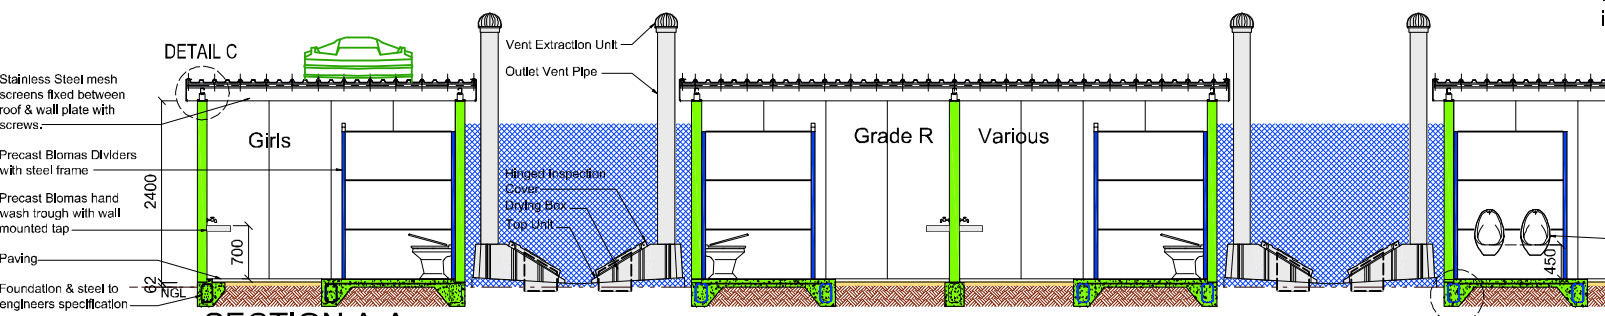 DETAIL C
Stainless Steel mesh
screens fixed between
roof & wall plate with
screws.
Precast Biomas Dividers
with steel frame
Precast Biomas hand
wash trough with wall
mounted tap
Paving
Foundation & steel to
engineers specification
2400
62
NGL
700
Girls
Vent Extraction Unit
Outlet Vent Pipe
Hinged Inspection
Cover
Drying Box
Top Unit
Grade R
Various
450
SECTION A-A